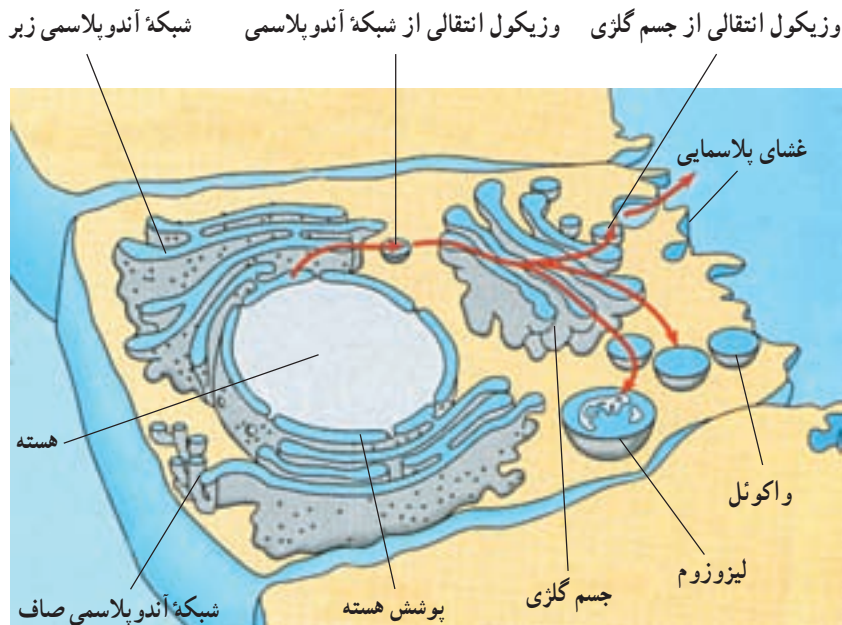 وزیکول انتقالی از جسم گلژی
وزیکول انتقالی از شبکهٔ آندوپلاسمی
شبکهٔ آندوپلاسمی زبر
غشای پلاسمایی
هسته
واکوئل
لیزوزوم
جسم گلژی
پوشش هسته
شبکهٔ آندوپلاسمی صاف